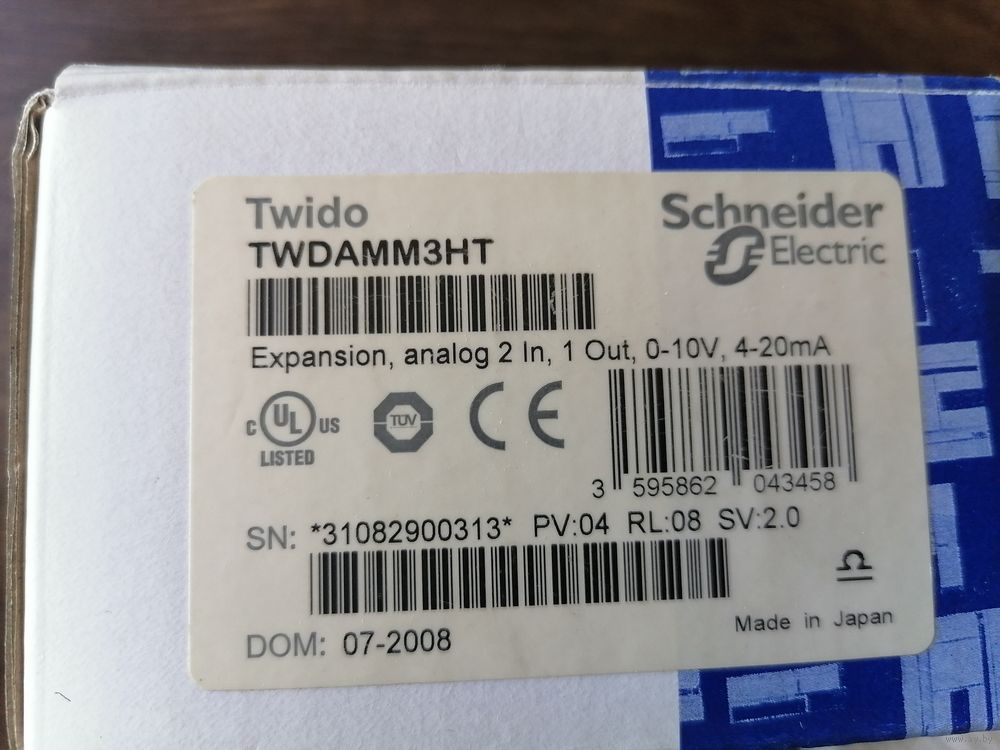 Twido
Schneider Electric
TWDAMM3HT
Expansion, analog 2 In, 1 Out, 0-10V, 4-20mA
C UL US
LISTED
TUV
CE
3 595862 043458
SN: *31082900313* PV:04 RL:08 SV:2.0
Made in Japan
DOM: 07-2008